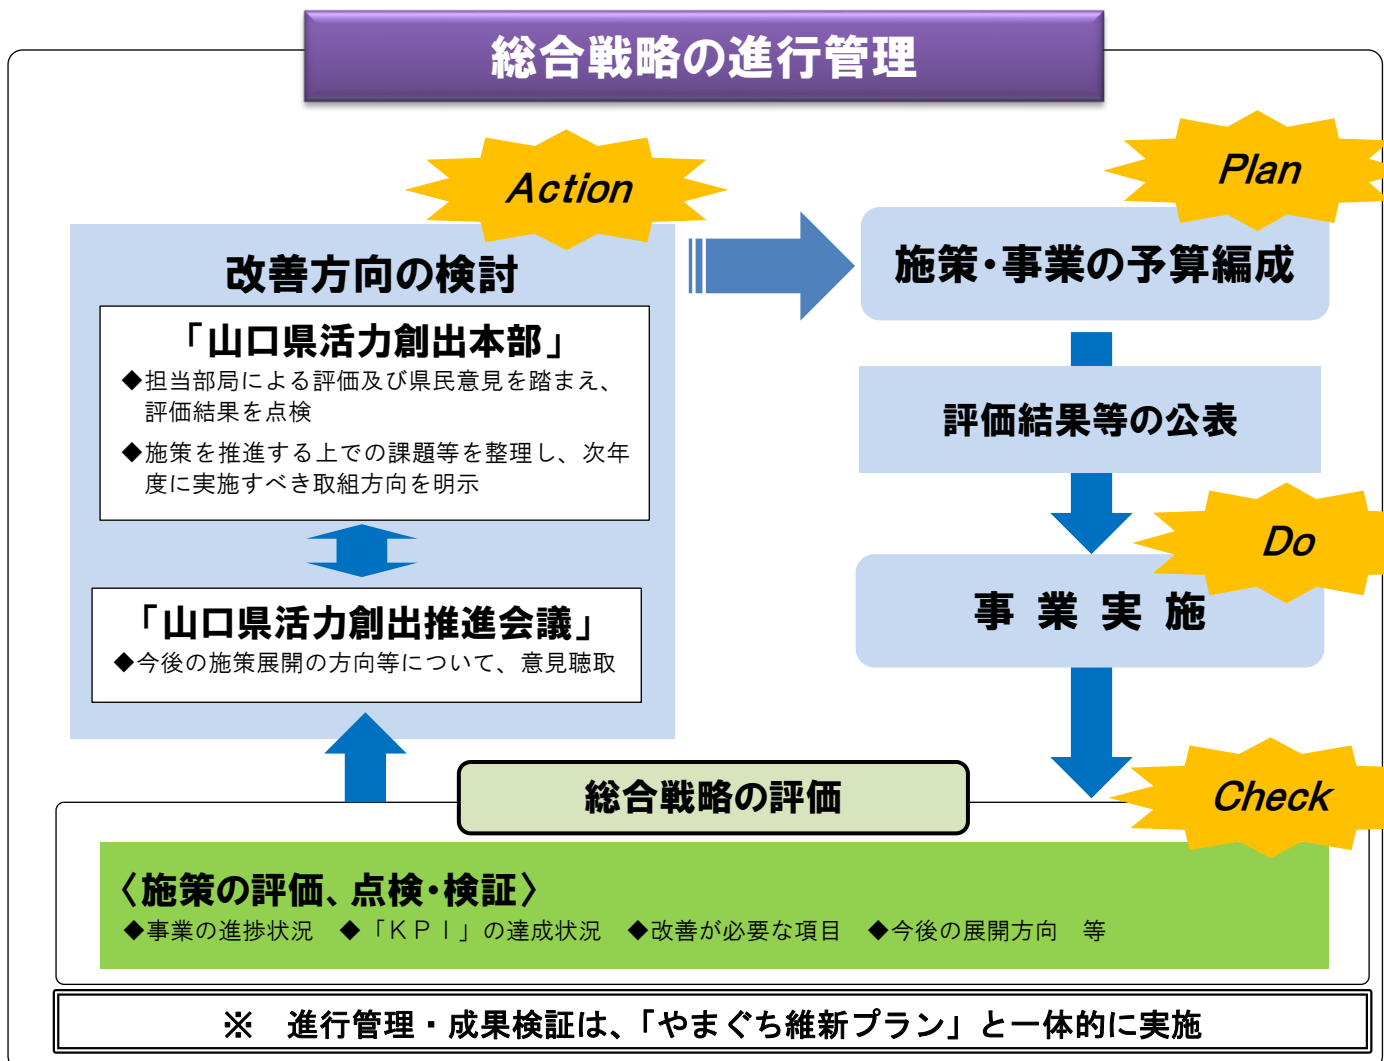 総合戦略の進行管理
Action
改善方向の検討
「山口県活力創出本部」
◆担当部局による評価及び県民意見を踏まえ、
評価結果を点検
◆施策を推進する上での課題等を整理し、次年
度に実施すべき取組方向を明示
「山口県活力創出推進会議」
◆今後の施策展開の方向等について、意見聴取
Plan
施策・事業の予算編成
評価結果等の公表
Do
事業実施
Check
総合戦略の評価
〈施策の評価、点検・検証〉
◆事業の進捗状況　◆「ＫＰＩ」の達成状況　◆改善が必要な項目　◆今後の展開方向　等
※　進行管理・成果検証は、「やまぐち維新プラン」と一体的に実施